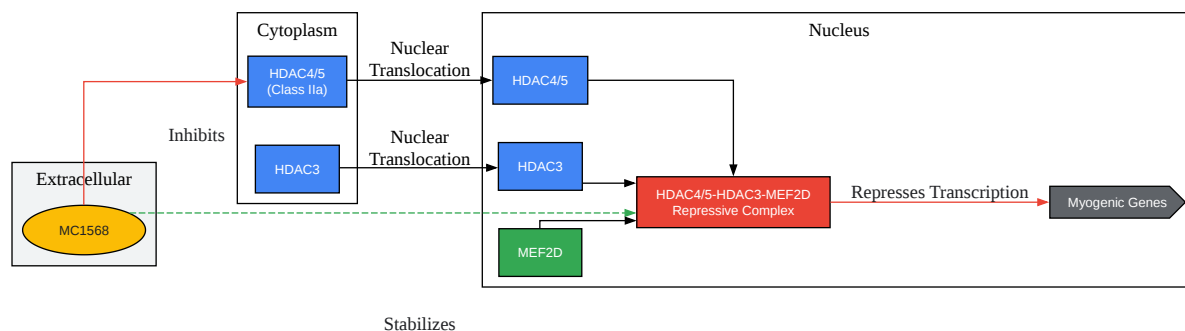 Cytoplasm
Nucleus
HDAC4/5
(Class IIa)
Nuclear
Translocation
HDAC4/5
Inhibits
HDAC3
Nuclear
Translocation
HDAC3
Extracellular
MC1568
HDAC4/5-HDAC3-MEF2D
Repressive Complex
Represses Transcription
Myogenic Genes
MEF2D
Stabilizes